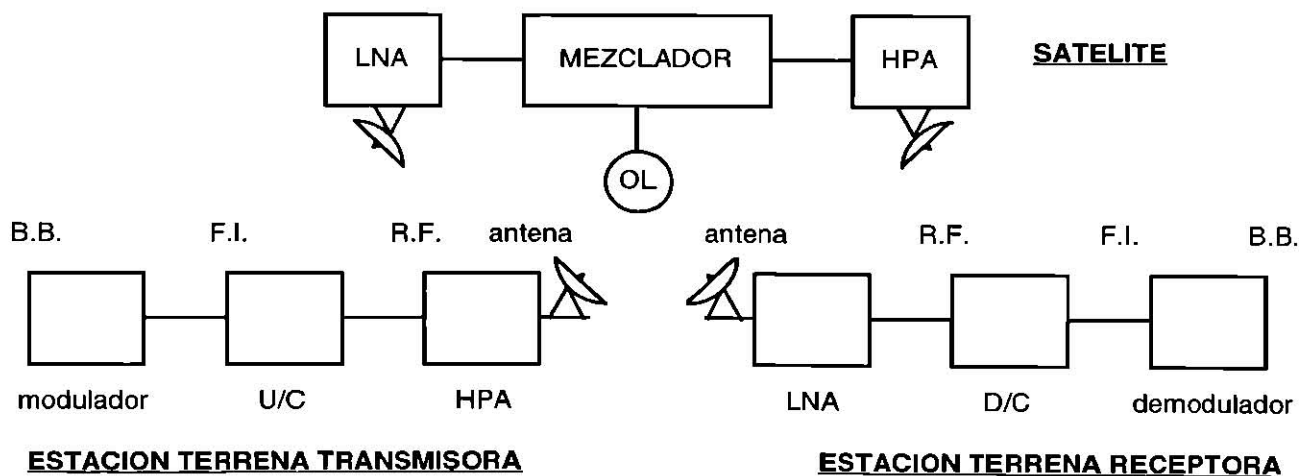 LNA MEZCLADOR HPA SATELITE
OL
B.B. F.I. R.F. antena antena R.F. F.I. B.B.
modulador U/C HPA LNA D/C demodulador
ESTACION TERRENA TRANSMISORA ESTACION TERRENA RECEPTORA